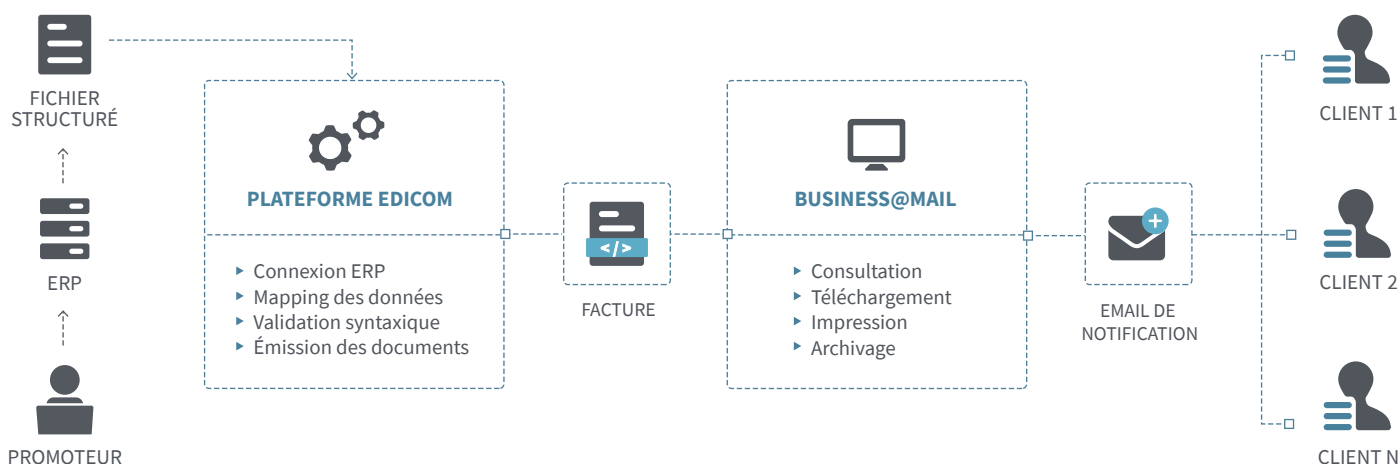 FICHIER
STRUCTURÉ
ERP
PROMOTEUR
PLATEFORME EDICOM
Connexion ERP
Mapping des données
Validation syntaxique
Émission des documents
</>
FACTURE
BUSINESS@MAIL
Consultation
Téléchargement
Impression
Archivage
EMAIL DE
NOTIFICATION
CLIENT 1
CLIENT 2
CLIENT N